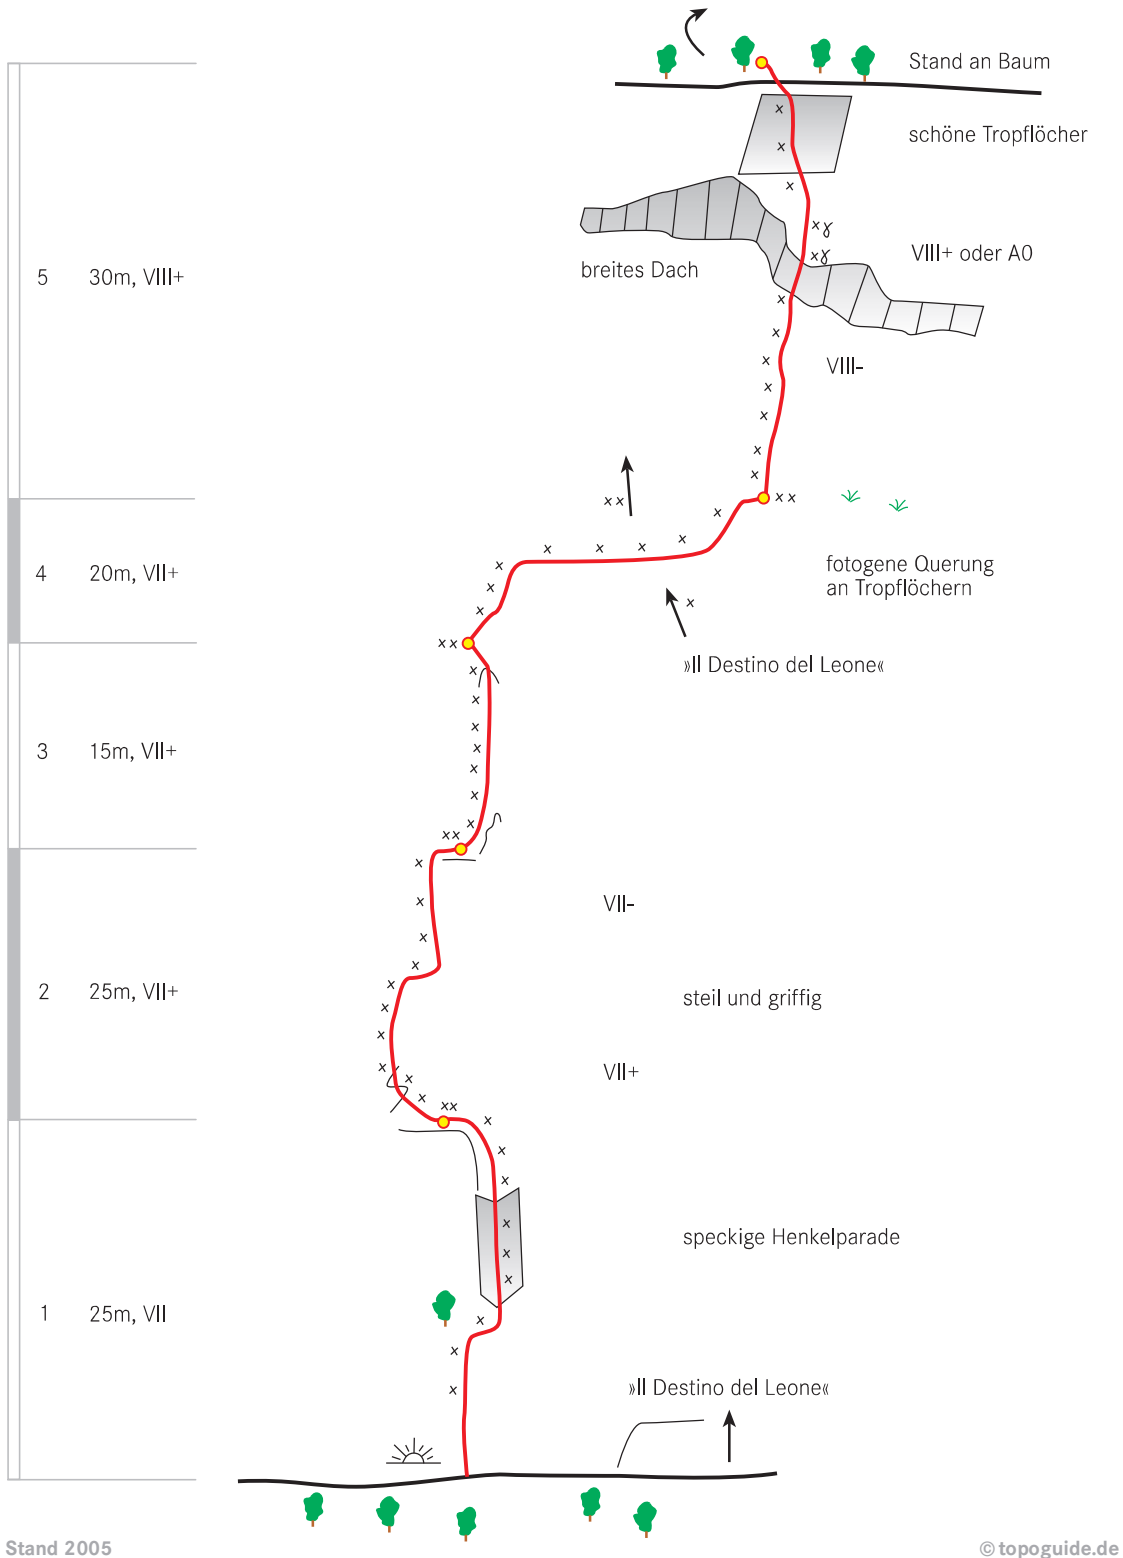 Stand an Baum
schöne Tropflöcher
VIII+ oder A0
breites Dach
5 30m, VIII+
VIII-
fotogene Querung
an Tropflöchern
4 20m, VII+
»Il Destino del Leone«
3 15m, VII+
VII-
2 25m, VII+
steil und griffig
VII+
speckige Henkelparade
1 25m, VII
»Il Destino del Leone«
Stand 2005
© topoguide.de